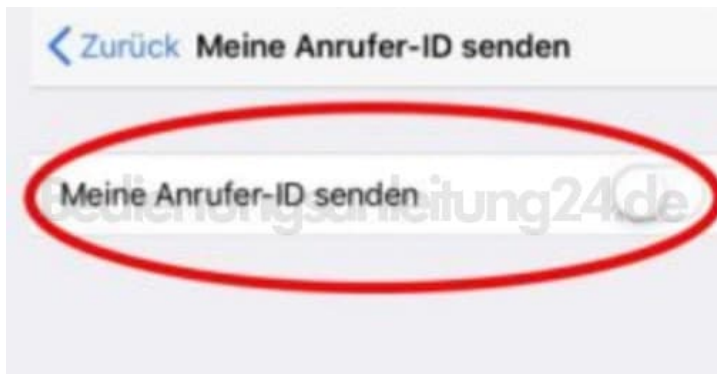 Zurück Meine Anrufer-ID senden
Meine Anrufer-ID senden
Bedienungsanleitung24.de